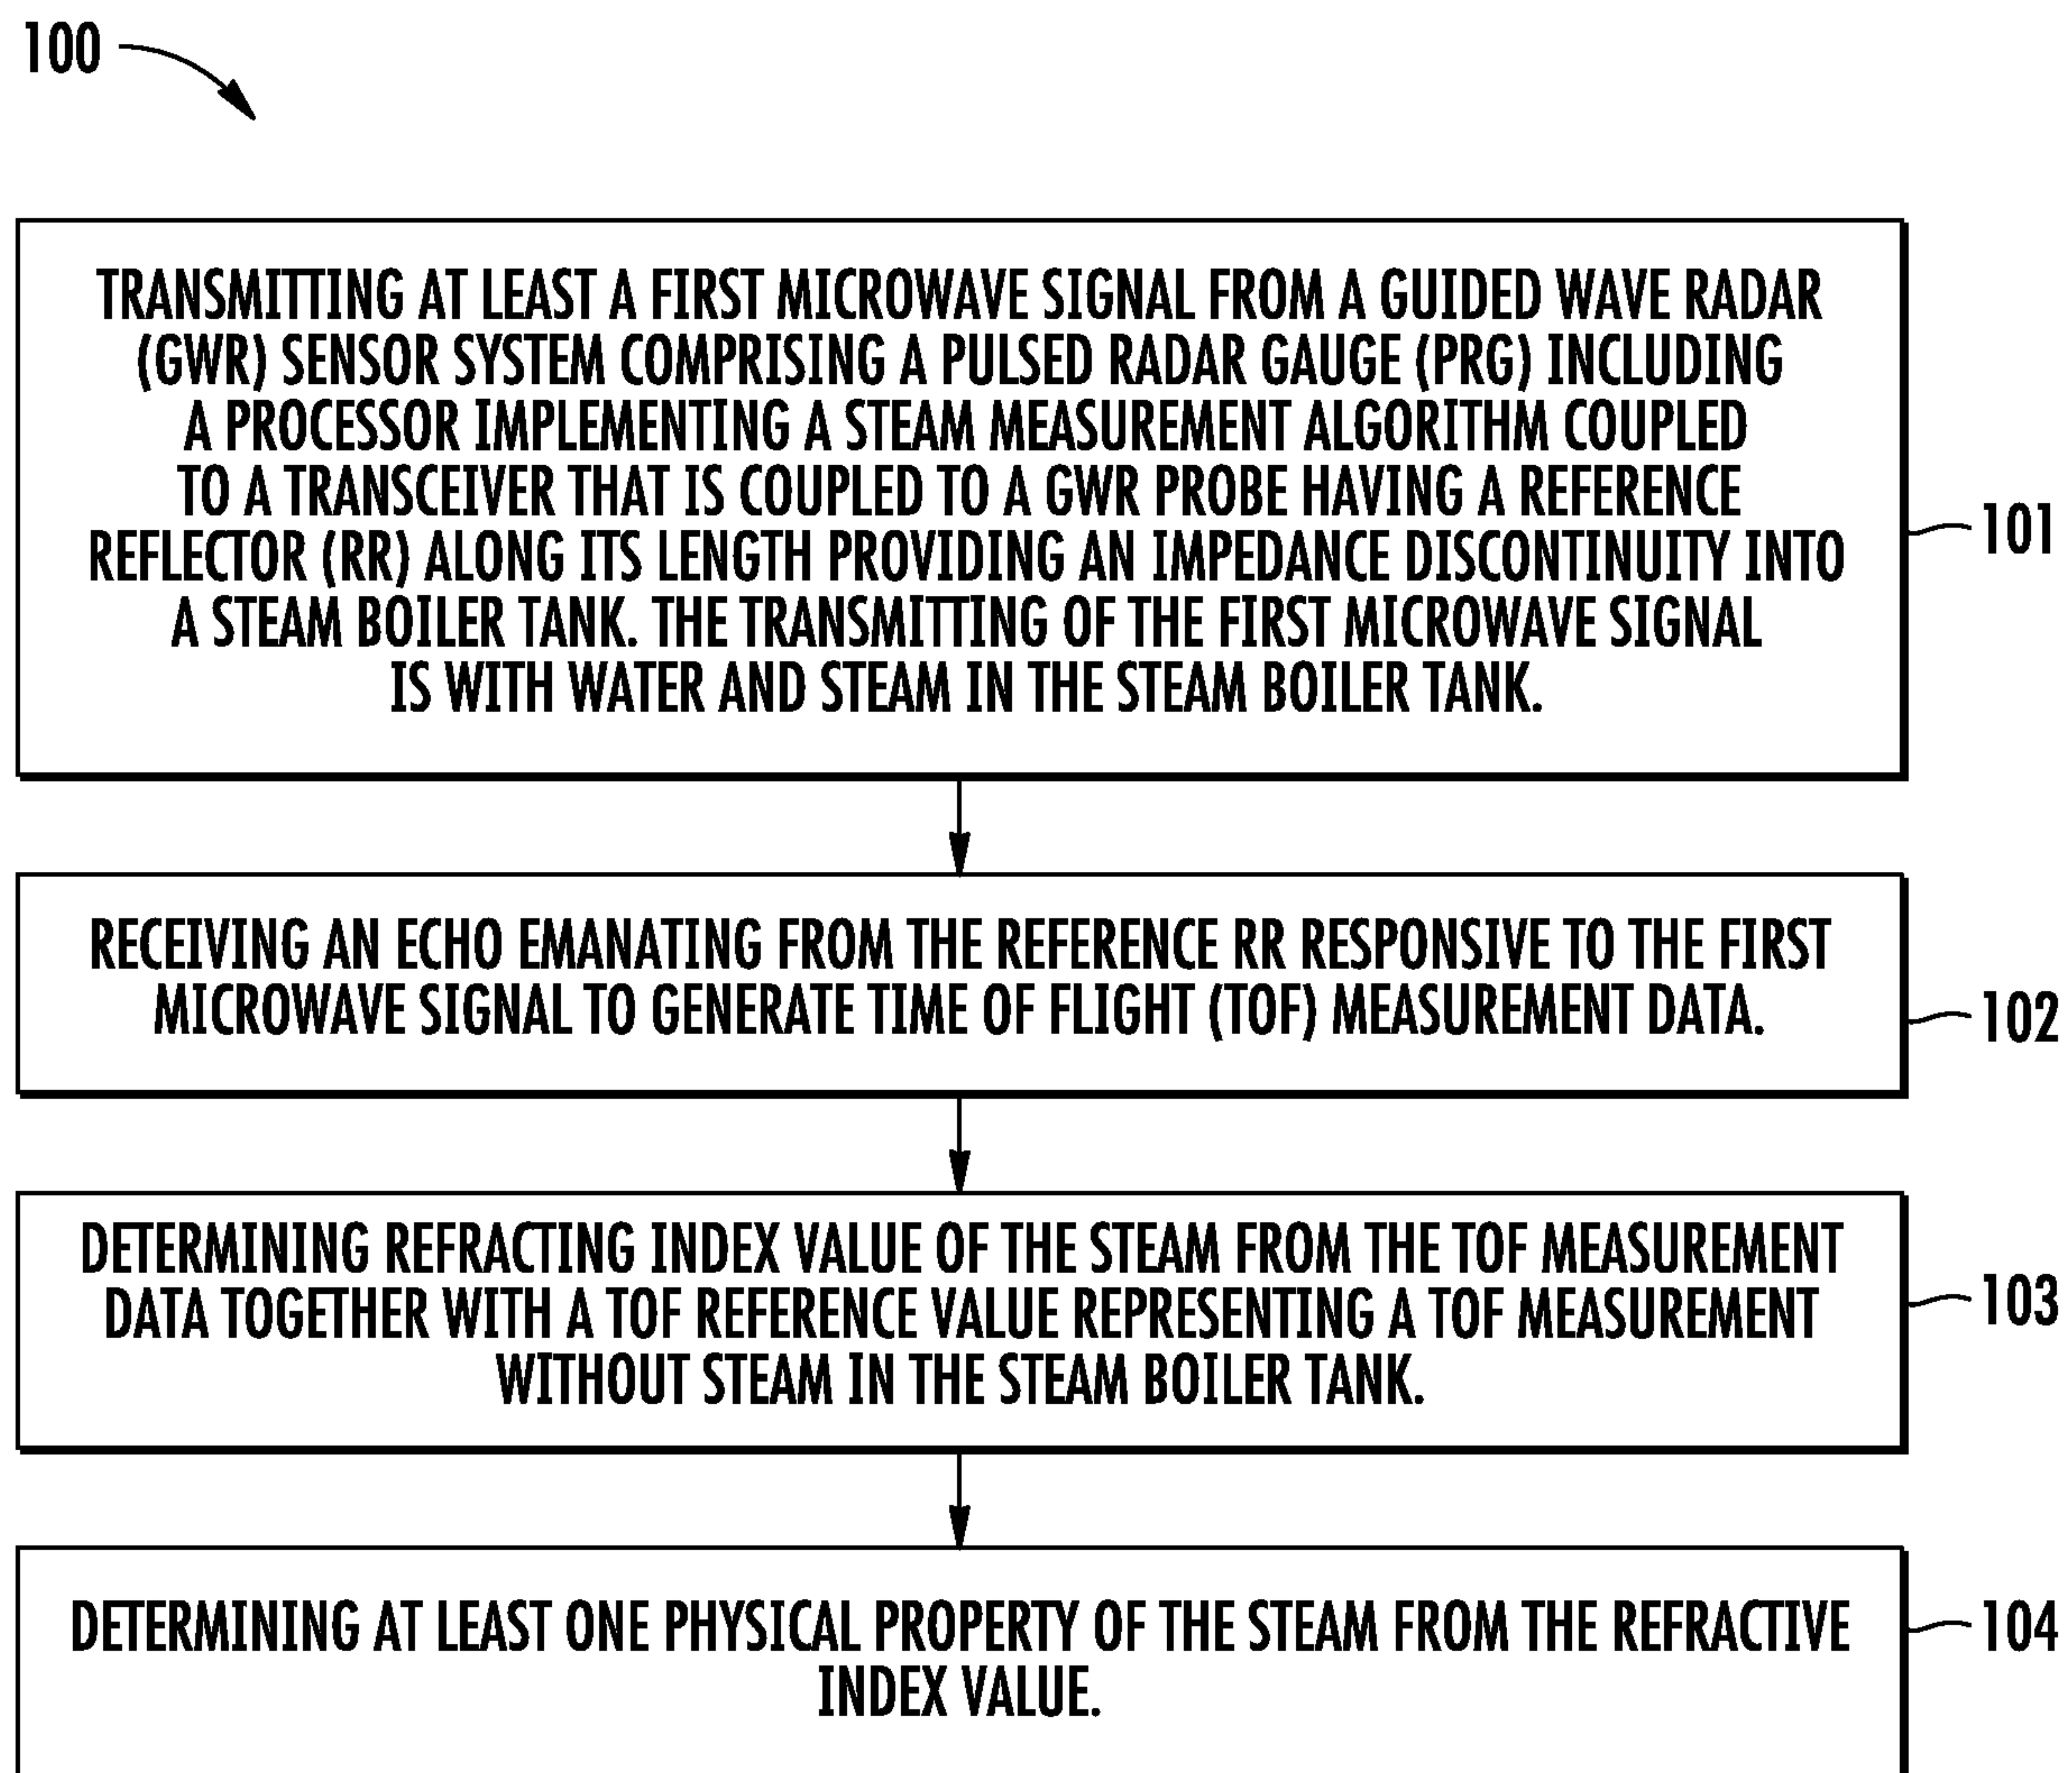 100
TRANSMITTING AT LEAST A FIRST MICROWAVE SIGNAL FROM A GUIDED WAVE RADAR
(GWR) SENSOR SYSTEM COMPRISING A PULSED RADAR GAUGE (PRG) INCLUDING
A PROCESSOR IMPLEMENTING A STEAM MEASUREMENT ALGORITHM COUPLED
TO A TRANSCEIVER THAT IS COUPLED TO A GWR PROBE HAVING A REFERENCE
REFLECTOR (RR) ALONG ITS LENGTH PROVIDING AN IMPEDANCE DISCONTINUITY INTO
A STEAM BOILER TANK. THE TRANSMITTING OF THE FIRST MICROWAVE SIGNAL
IS WITH WATER AND STEAM IN THE STEAM BOILER TANK.
101
RECEIVING AN ECHO EMANATING FROM THE REFERENCE RR RESPONSIVE TO THE FIRST
MICROWAVE SIGNAL TO GENERATE TIME OF FLIGHT (TOF) MEASUREMENT DATA.
102
DETERMINING REFRACTING INDEX VALUE OF THE STEAM FROM THE TOF MEASUREMENT
DATA TOGETHER WITH A TOF REFERENCE VALUE REPRESENTING A TOF MEASUREMENT
WITHOUT STEAM IN THE STEAM BOILER TANK.
103
DETERMINING AT LEAST ONE PHYSICAL PROPERTY OF THE STEAM FROM THE REFRACTIVE
INDEX VALUE.
104